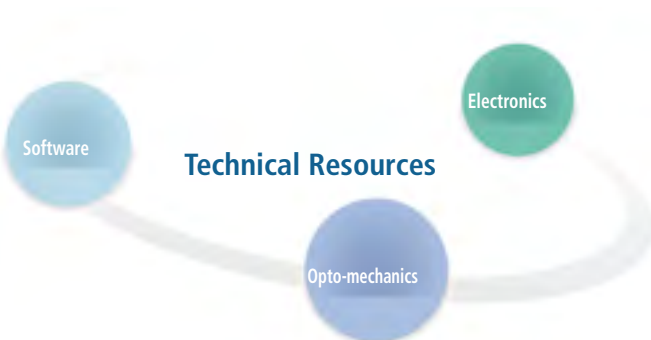 Electronics
Software
Technical Resources
Opto-mechanics